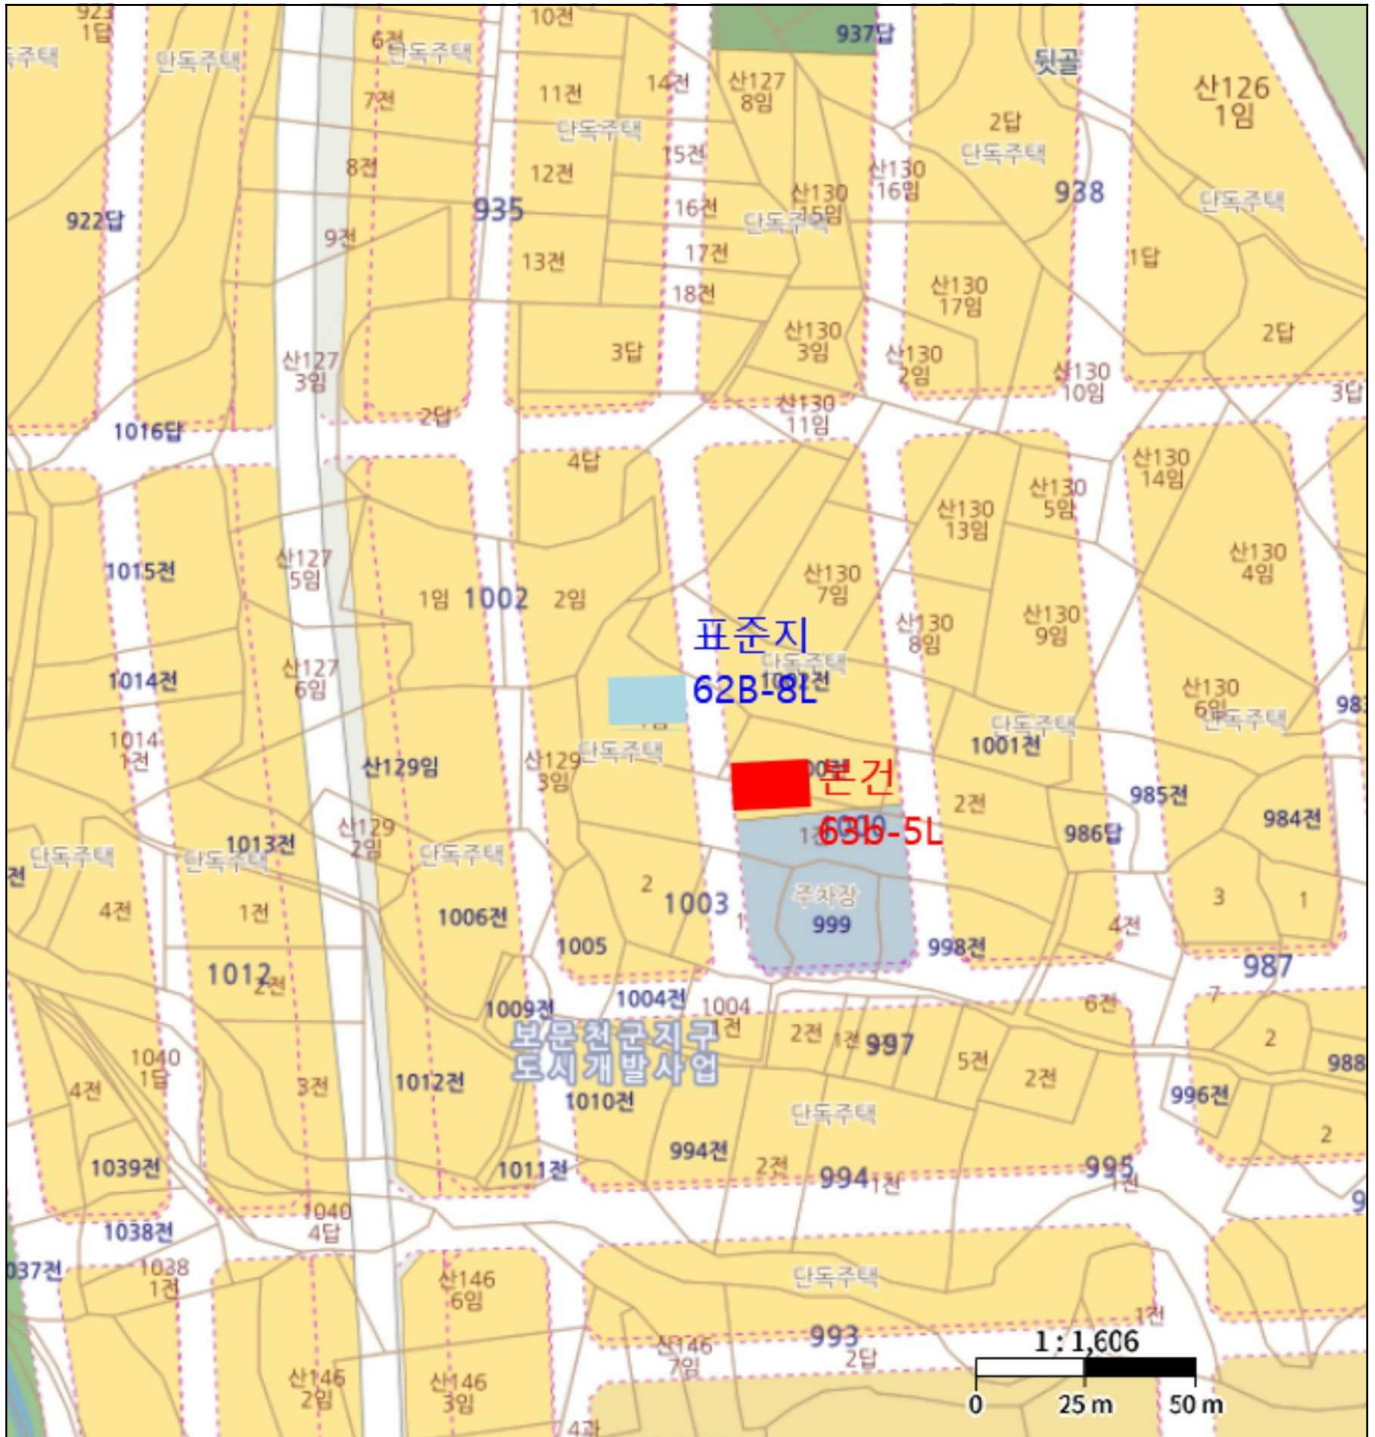 923
1답
10전
6전
937답
뒷골
단독주택
단독주택
산127
8임
14전
산126
1임
7전
11전
단독주택
2답
단독주택
15전
8전
12전
산130
16임
938
단독주택
산130
15임
단독주택
16전
935
922답
9전
17전
13전
1답
18전
산130
17임
산130
3임
2답
3답
산127
3임
산130
2임
산130
10임
3답
2답
산130
11임
1016답
4답
산130
14임
산130
5임
산130
13임
산130
4임
1015전
산127
5임
산130
7임
1임
1002
2임
산130
8임
산130
9임
표준지
단독주택
62B-8L
1014전
산127
6임
산130
6임
단독주택
단독주택
1001전
1014
1전
단독주택
산129임
산129
3임
본건
985전
2전
984전
63b-5L
986답
1013전
산129
2임
단독주택
단독주택
단독주택
2
주차장
3
1
1003
4전
1전
1006전
999
4전
1005
998전
1012
2전
987
1004전
1004
1전
7
6전
1009전
보문천군지구
도시개발사업
2전
1전
997
2
5전
2전
988
1040
1답
4전
3전
1012전
1010전
996전
단독주택
2
994전
1039전
1011전
2전
994
1전
995
1전
1040
4답
1038전
037전
1038
1전
산146
6임
단독주택
1전
993
2답
산146
7임
1 : 1,606
산146
2임
산146
3임
0
25 m
50 m